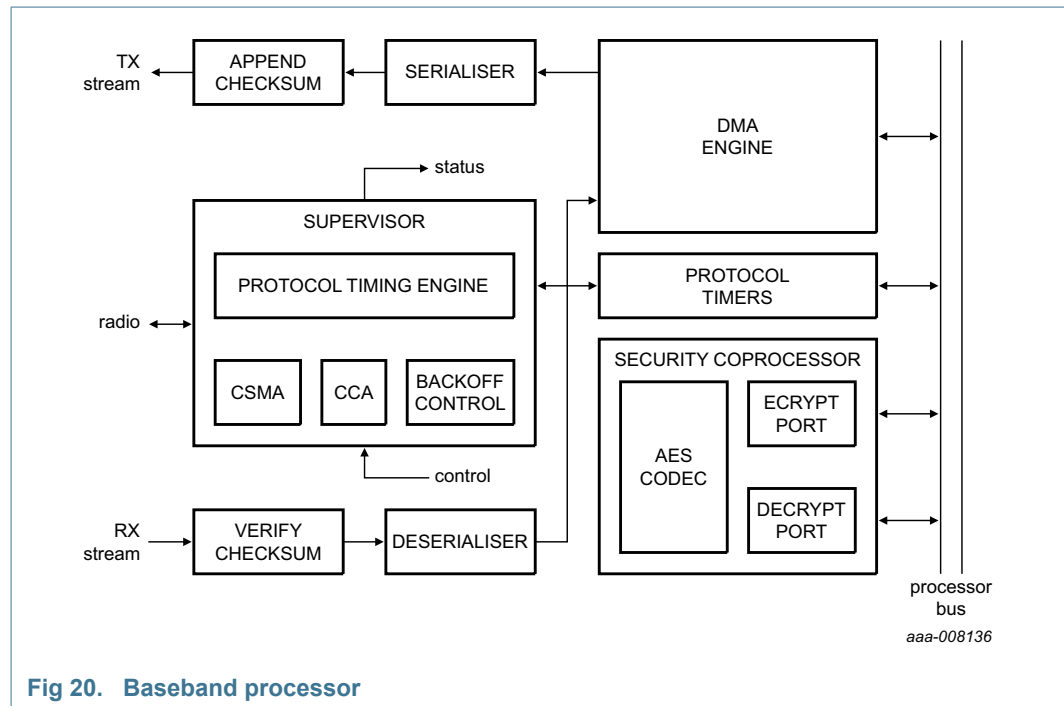 TX
stream
APPEND
CHECKSUM
SERIALISER
DMA
ENGINE
status
SUPERVISOR
PROTOCOL TIMING ENGINE
PROTOCOL
TIMERS
radio
CSMA
CCA
BACKOFF
CONTROL
SECURITY COPROCESSOR
AES
CODEC
ECRYPT
PORT
DECRYPT
PORT
control
RX
stream
VERIFY
CHECKSUM
DESERIALISER
processor
bus
aaa-008136
Fig 20. Baseband processor